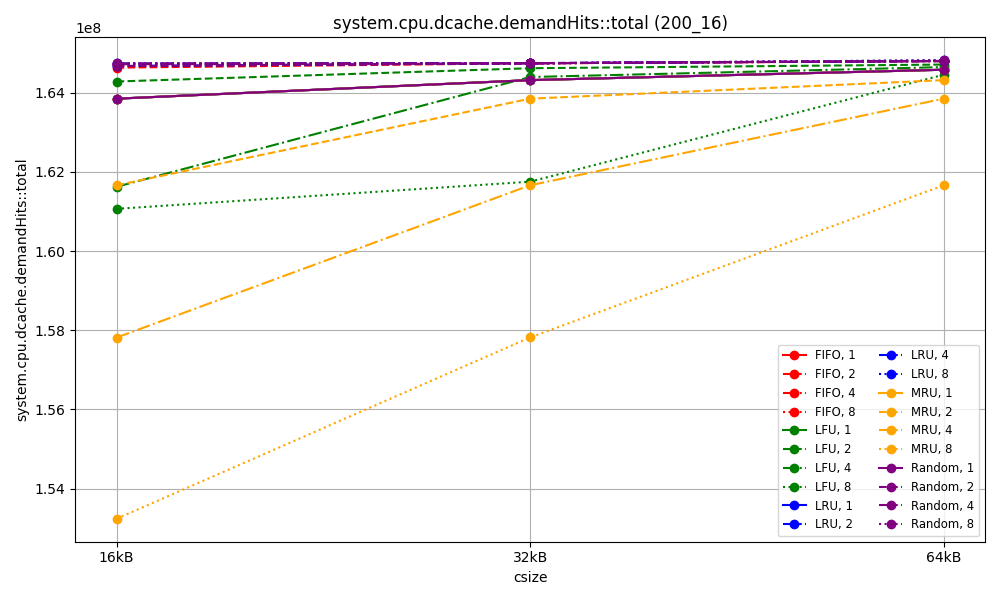 system.cpu.dcache.demandHits::total (200_16)
1e8
1.64
1.62
1.60
1.58
1.56
1.54
system.cpu.dcache.demandHits::total
16kB
32kB
64kB
csize
FIFO, 1
FIFO, 2
FIFO, 4
FIFO, 8
LFU, 1
LFU, 2
LFU, 4
LFU, 8
LRU, 1
LRU, 2
LRU, 4
LRU, 8
MRU, 1
MRU, 2
MRU, 4
MRU, 8
Random, 1
Random, 2
Random, 4
Random, 8